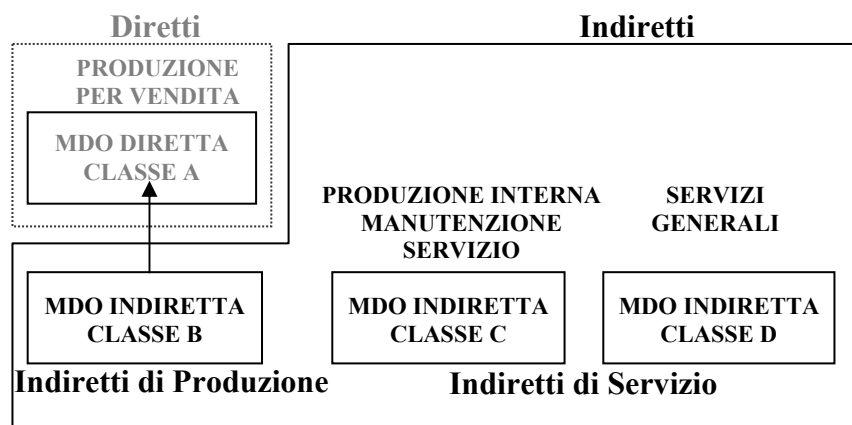 Diretti
Indiretti
PRODUZIONE
PER VENDITA
MDO DIRETTA
CLASSE A
PRODUZIONE INTERNA
MANUTENZIONE
SERVIZIO
SERVIZI
GENERALI
MDO INDIRETTA
CLASSE B
MDO INDIRETTA
CLASSE C
MDO INDIRETTA
CLASSE D
Indiretti di Produzione
Indiretti di Servizio